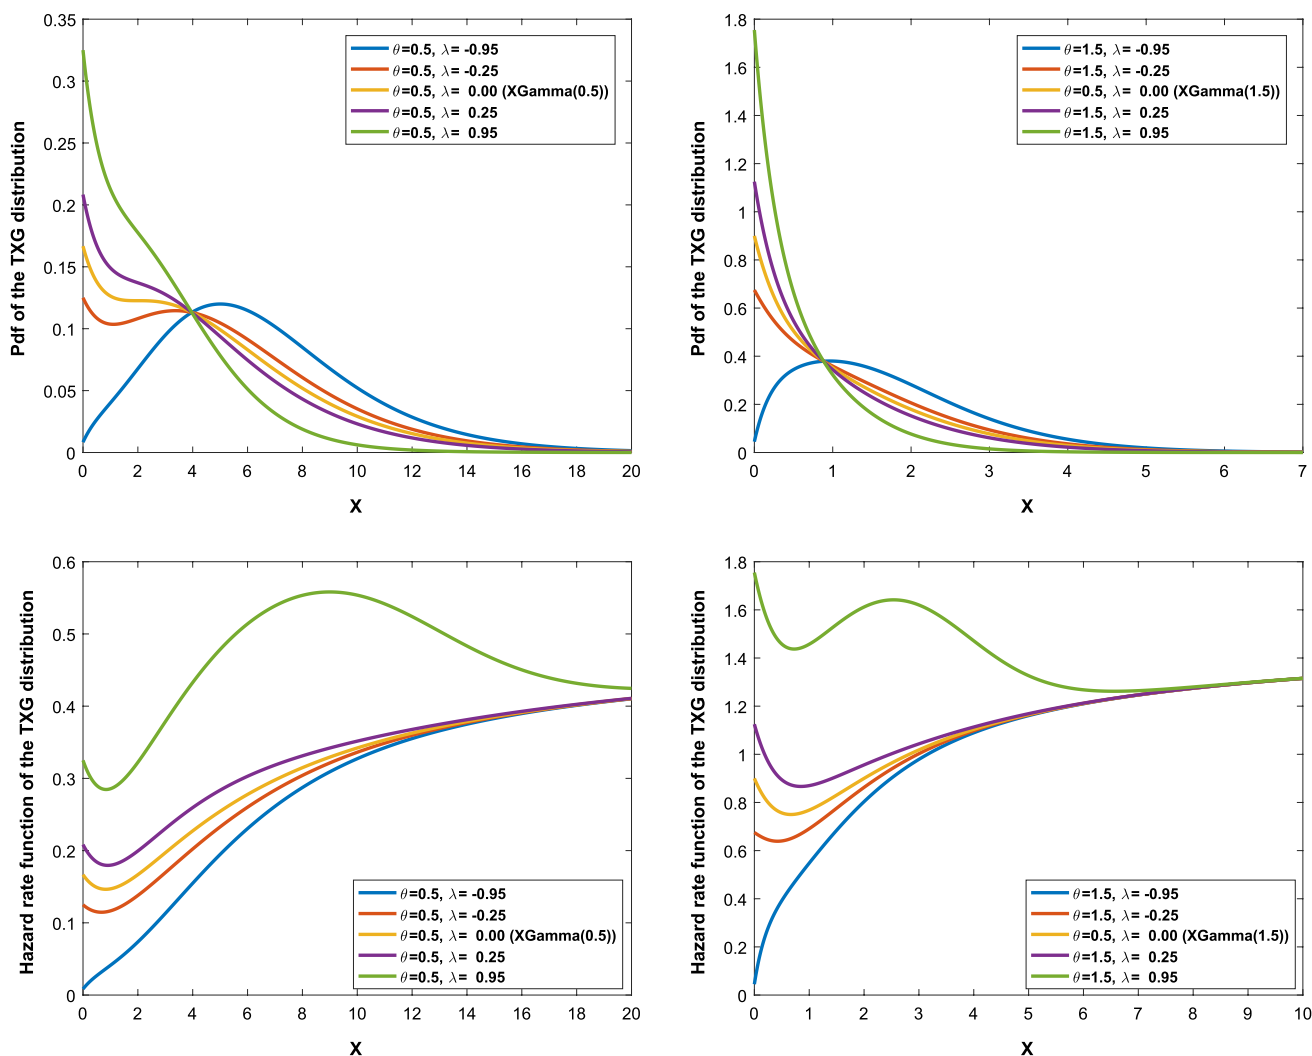 0.35
0.3
0.25
0.2
0.15
0.1
0.05
0
Pdf of the TXG distribution
θ=0.5, λ= -0.95
θ=0.5, λ= -0.25
θ=0.5, λ= 0.00 (XGamma(0.5))
θ=0.5, λ= 0.25
θ=0.5, λ= 0.95
0 2 4 6 8 10 12 14 16 18 20
X
1.8
1.6
1.4
1.2
1
0.8
0.6
0.4
0.2
0
Pdf of the TXG distribution
θ=1.5, λ= -0.95
θ=1.5, λ= -0.25
θ=0.5, λ= 0.00 (XGamma(1.5))
θ=1.5, λ= 0.25
θ=1.5, λ= 0.95
0 1 2 3 4 5 6 7
X
0.6
0.5
0.4
0.3
0.2
0.1
0
Hazard rate function of the TXG distribution
θ=0.5, λ= -0.95
θ=0.5, λ= -0.25
θ=0.5, λ= 0.00 (XGamma(0.5))
θ=0.5, λ= 0.25
θ=0.5, λ= 0.95
0 2 4 6 8 10 12 14 16 18 20
X
1.8
1.6
1.4
1.2
1
0.8
0.6
0.4
0.2
0
Hazard rate function of the TXG distribution
θ=1.5, λ= -0.95
θ=1.5, λ= -0.25
θ=0.5, λ= 0.00 (XGamma(1.5))
θ=1.5, λ= 0.25
θ=1.5, λ= 0.95
0 1 2 3 4 5 6 7 8 9 10
X